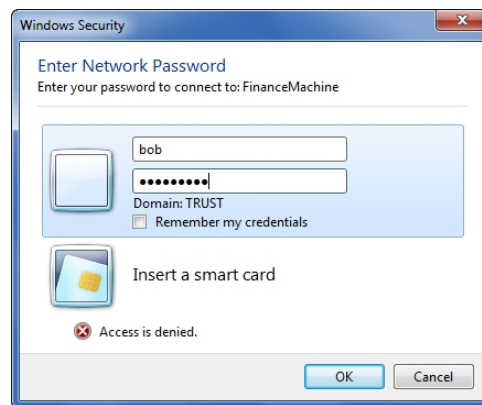 Windows Security
Enter Network Password
Enter your password to connect to: FinanceMachine
bob
•••••••••
Domain: TRUST
Remember my credentials
Insert a smart card
Access is denied.
OK
Cancel